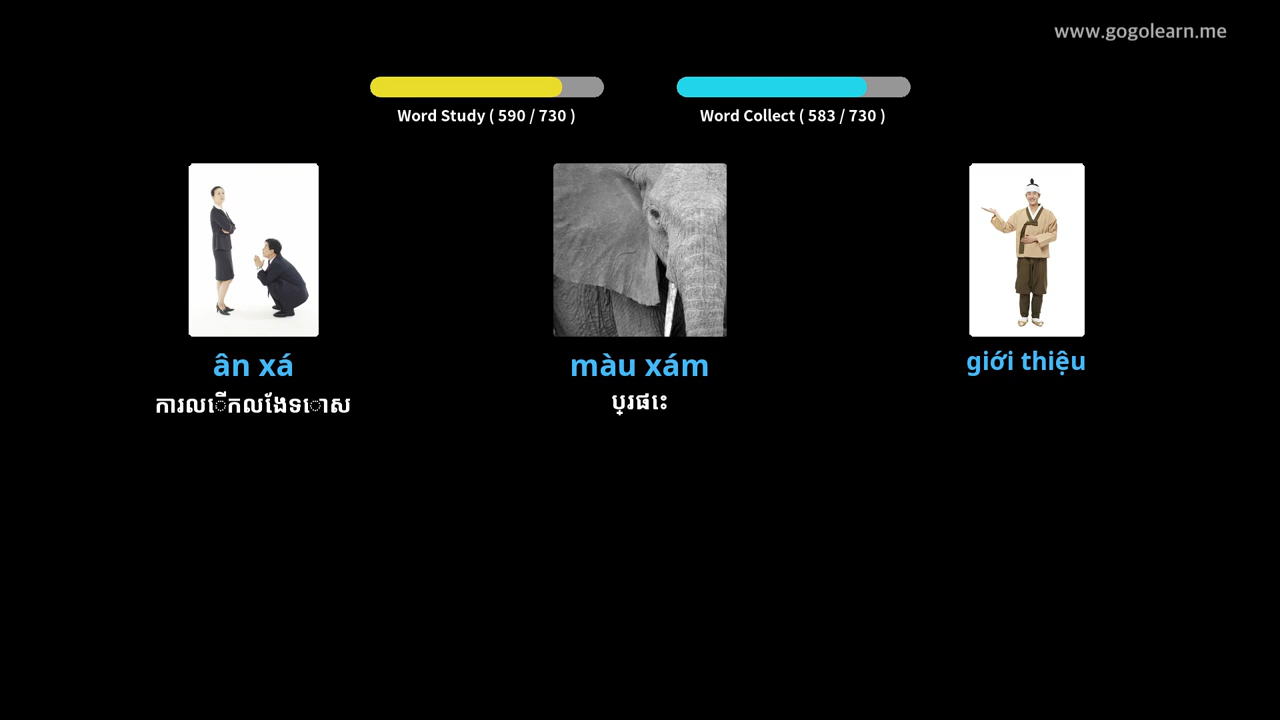 www.gogolearn.me
Word Study ( 590 / 730 )
Word Collect ( 583 / 730 )
ân xá
màu xám
giới thiệu
ការលើកលែងទោស
ប្រផេះ